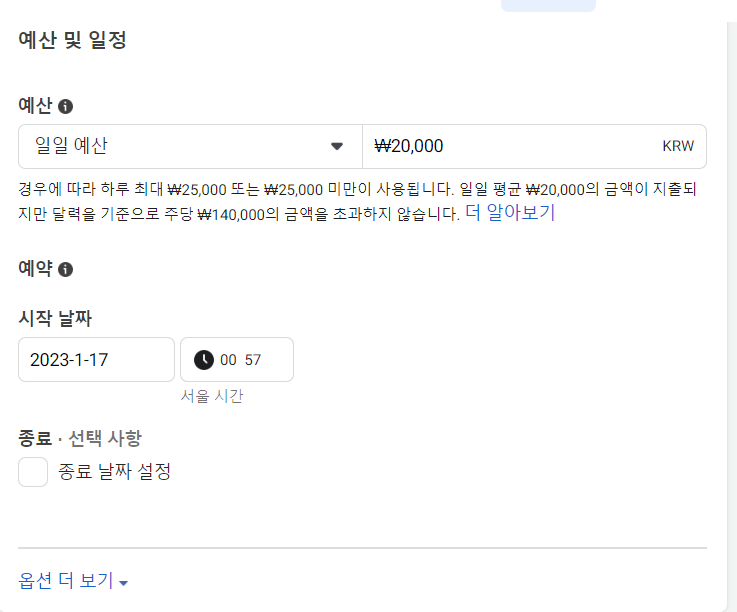 예산 및 일정
예산
일일 예산 ₩20,000 KRW
경우에 따라 하루 최대 ₩25,000 또는 ₩25,000 미만이 사용됩니다. 일일 평균 ₩20,000의 금액이 지출되
지만 달력을 기준으로 주당 ₩140,000의 금액을 초과하지 않습니다. 더 알아보기
예약
시작 날짜
2023-1-17 00 57
서울 시간
종료 · 선택 사항
종료 날짜 설정
옵션 더 보기